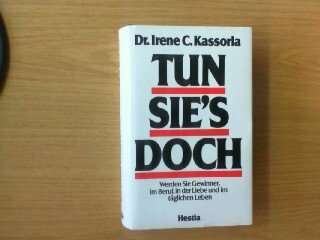 Dr. Irene C. Kassorla
TUN
SIE'S
DOCH
Werden Sie Gewinner,
im Beruf, in der Liebe und im
täglichen Leben
Hestia